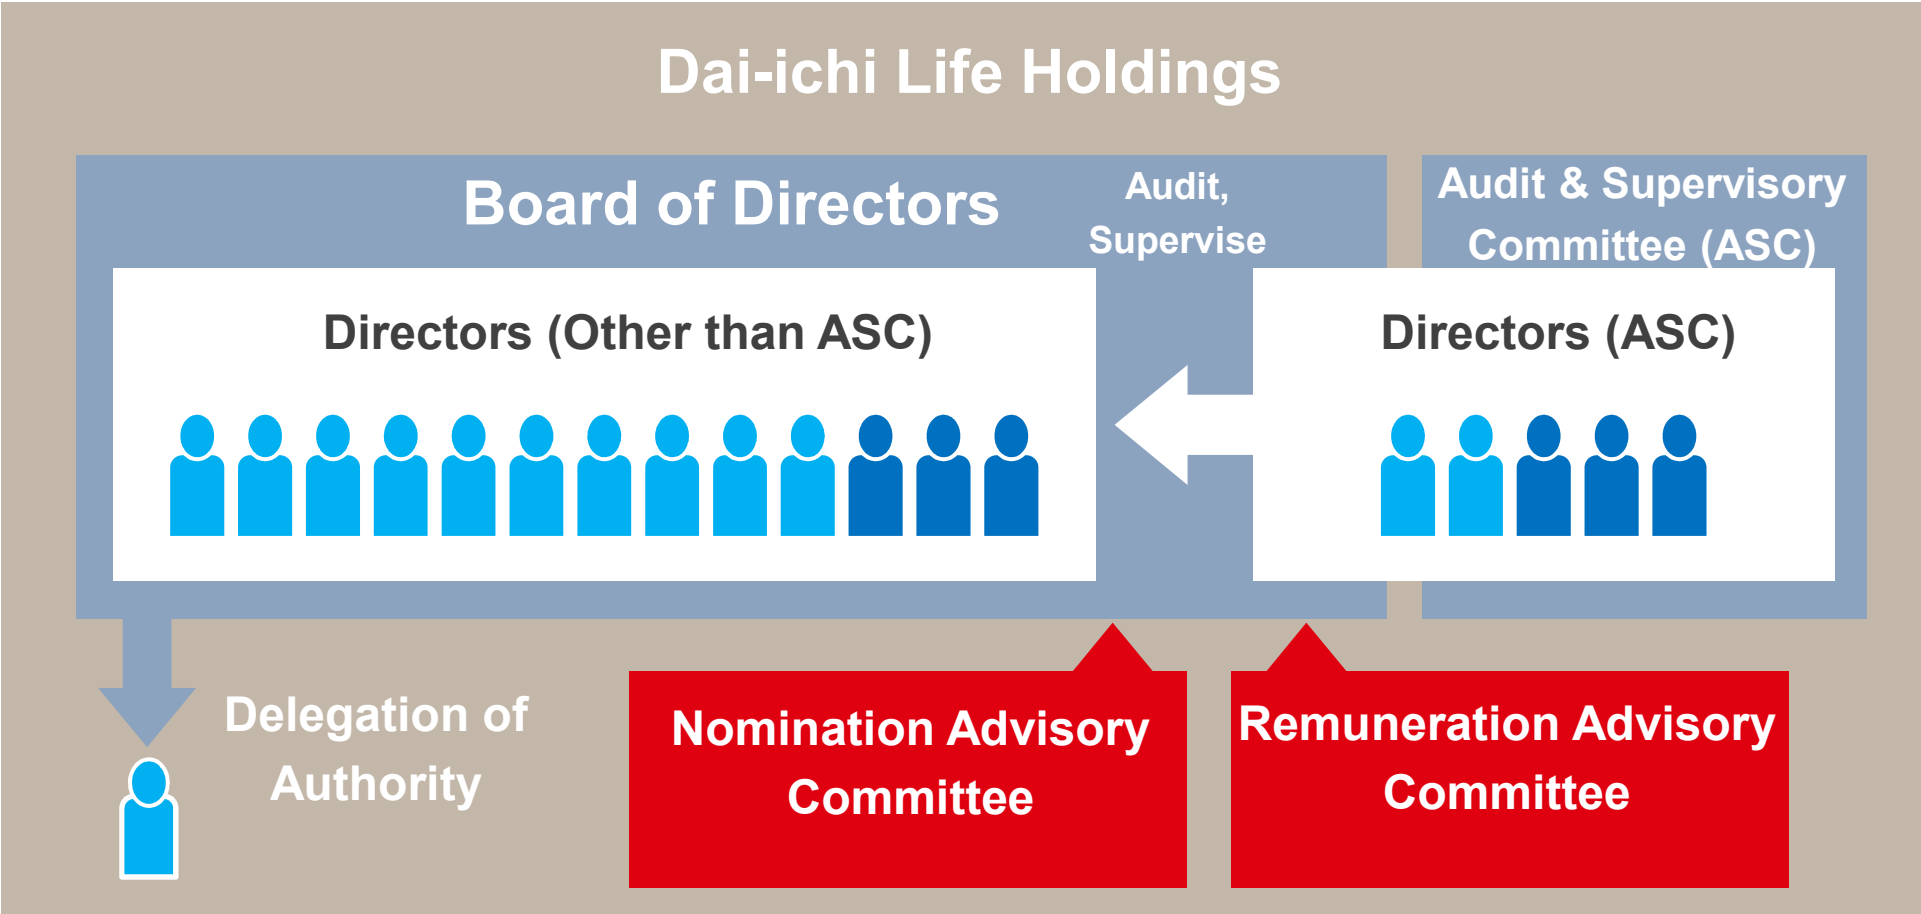 Dai-ichi Life Holdings
Board of Directors
Audit,
Supervise
Audit & Supervisory
Committee (ASC)
Directors (Other than ASC)
Directors (ASC)
Delegation of
Authority
Nomination Advisory
Committee
Remuneration Advisory
Committee